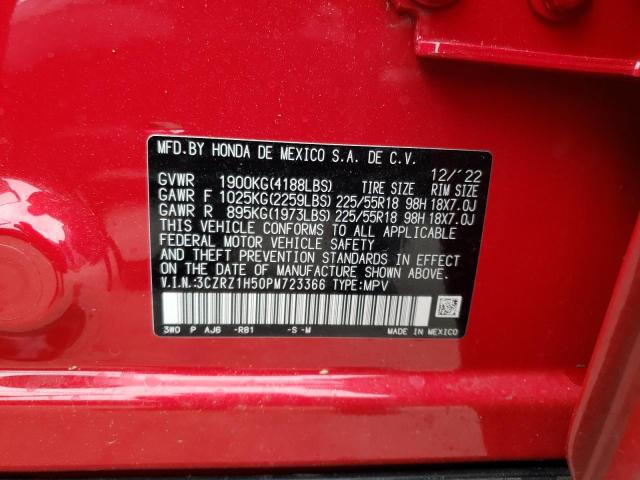 MFD.BY HONDA DE MEXICO S.A. DE C.V.
12/'22
GVWR 1900KG(4188LBS) TIRE SIZE RIM SIZE
GAWR F 1025KG(2259LBS) 225/55R18 98H 18X7.0J
GAWR R 895KG(1973LBS) 225/55R18 98H 18X7.0J
THIS VEHICLE CONFORMS TO ALL APPLICABLE
FEDERAL MOTOR VEHICLE SAFETY
AND THEFT PREVENTION STANDARDS IN EFFECT ON THE
DATE OF MANUFACTURE SHOWN ABOVE.
V.I.N.:3CZRZ1H50PM723366 TYPE:MPV
3W0 P AJ6 -R81 -S -M MADE IN MEXICO